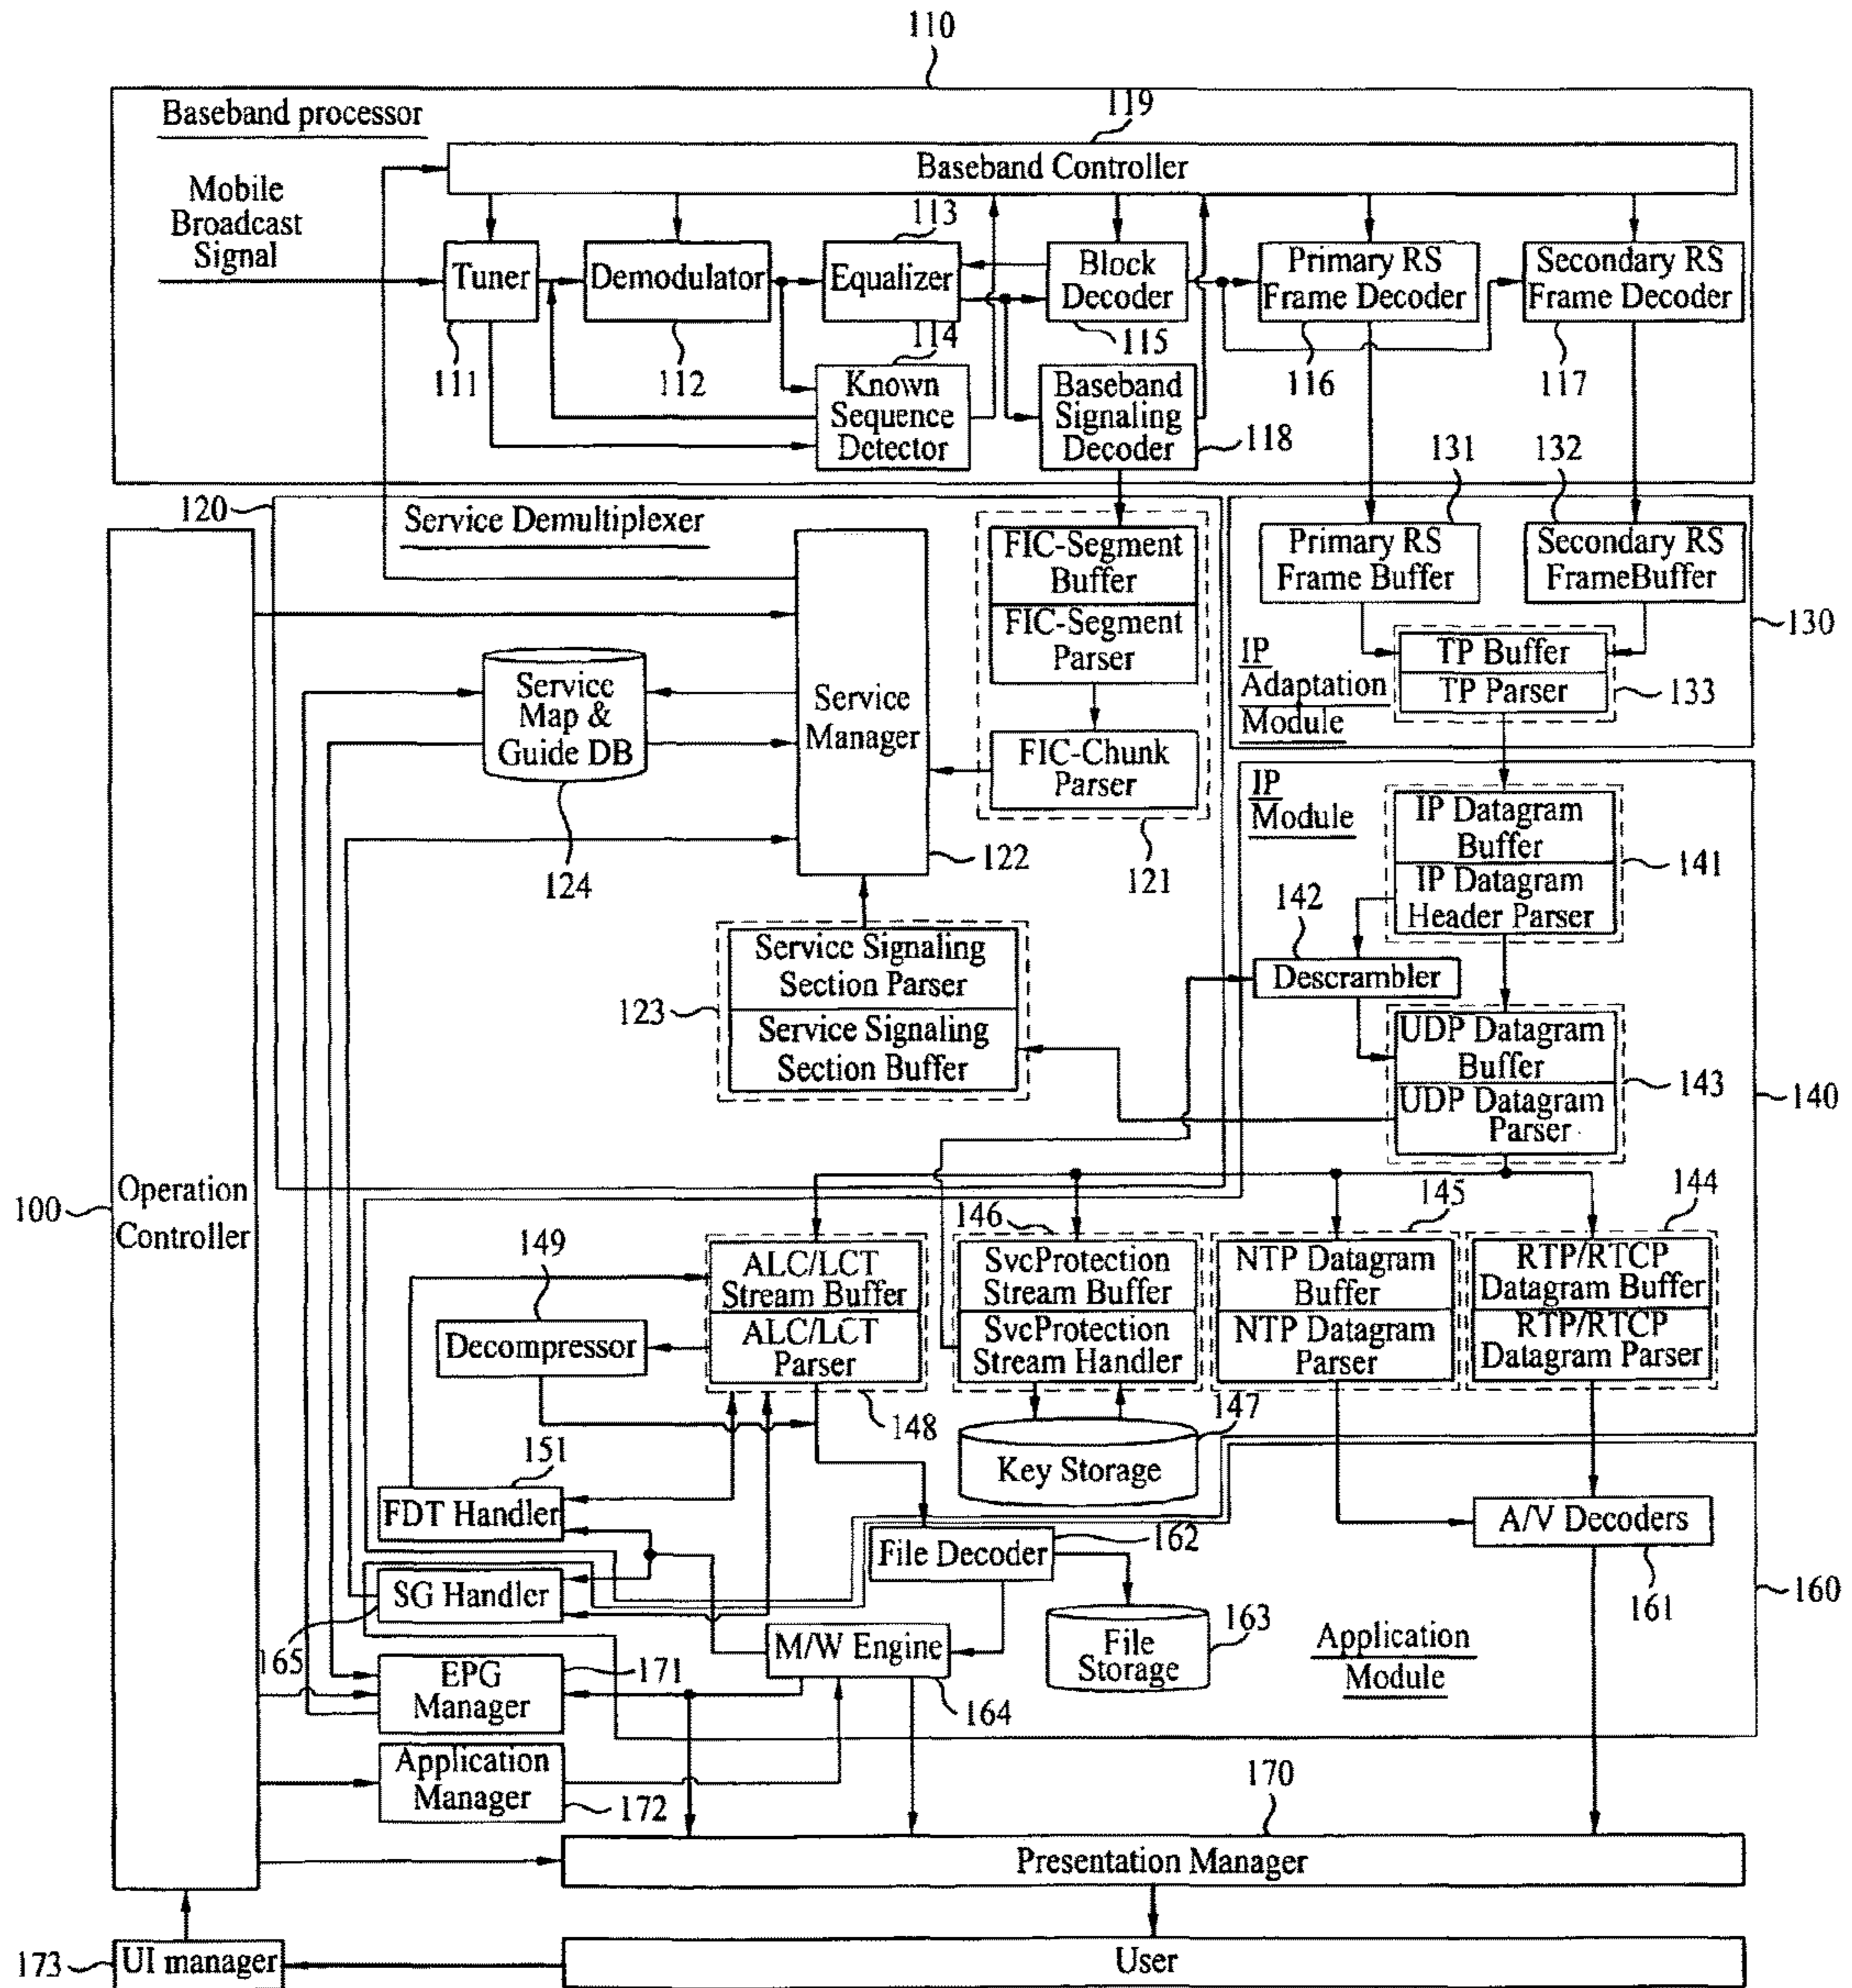 110
Baseband processor
119
Baseband Controller
Mobile
Broadcast
Signal
113
Tuner
Demodulator
Equalizer
Block
Decoder
Primary RS
Frame Decoder
Secondary RS
Frame Decoder
111
112
114
115
116
117
Known
Sequence
Detector
Baseband
Signaling
Decoder
118
131
132
120
Service Demultiplexer
FIC-Segment
Buffer
FIC-Segment
Parser
Primary RS
Frame Buffer
Secondary RS
FrameBuffer
130
IP
Adaptation
Module
TP Buffer
TP Parser
133
Service
Map &
Guide DB
124
Service
Manager
122
FIC-Chunk
Parser
121
IP
Module
IP Datagram
Buffer
IP Datagram
Header Parser
141
142
Descrambler
123
Service Signaling
Section Parser
Service Signaling
Section Buffer
UDP Datagram
Buffer
UDP Datagram
Parser
143
140
100
Operation
Controller
149
146
145
144
ALC/LCT
Stream Buffer
ALC/LCT
Parser
SvcProtection
Stream Buffer
SvcProtection
Stream Handler
NTP Datagram
Buffer
NTP Datagram
Parser
RTP/RTCP
Datagram Buffer
RTP/RTCP
Datagram Parser
Decompressor
148
147
Key Storage
151
FDT Handler
File Decoder
162
A/V Decoders
161
160
SG Handler
165
M/W Engine
164
File
Storage
163
Application
Module
EPG
Manager
171
Application
Manager
172
170
Presentation Manager
173
UI manager
User